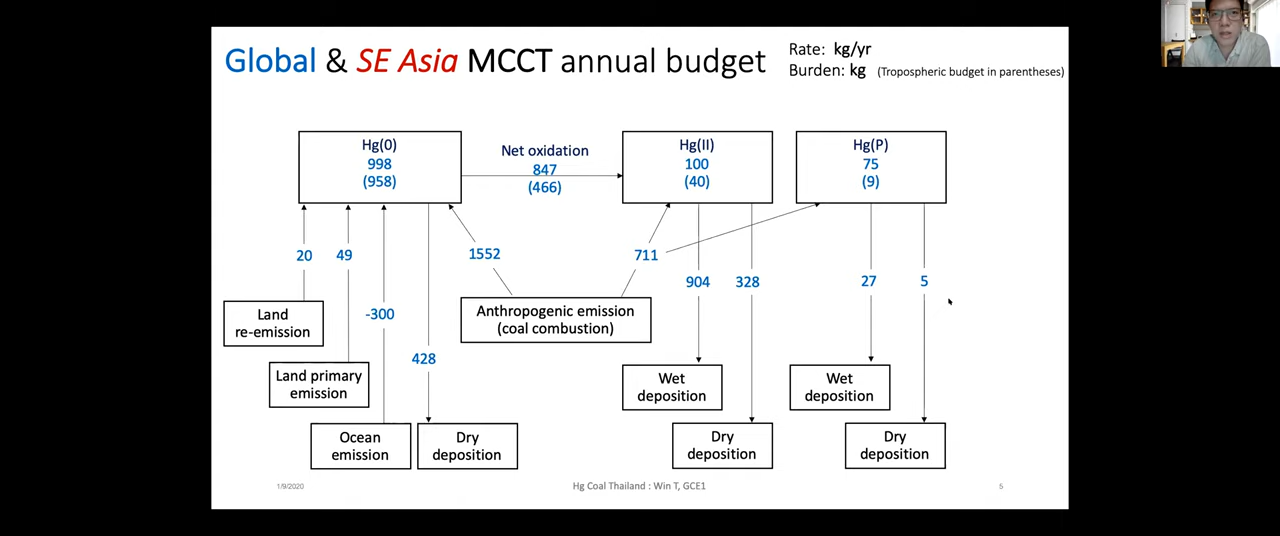 Global & SE Asia MCCT annual budget
Rate: kg/yr
Burden: kg (Tropospheric budget in parentheses)
Hg(0)
998
(958)
Net oxidation
847
(466)
Hg(II)
100
(40)
Hg(P)
75
(9)
20
49
-300
428
1552
711
904
328
27
5
Land
re-emission
Land primary
emission
Ocean
emission
Dry
deposition
Anthropogenic emission
(coal combustion)
Wet
deposition
Dry
deposition
Wet
deposition
Dry
deposition
1/9/2020
Hg Coal Thailand : Win T, GCE1
5